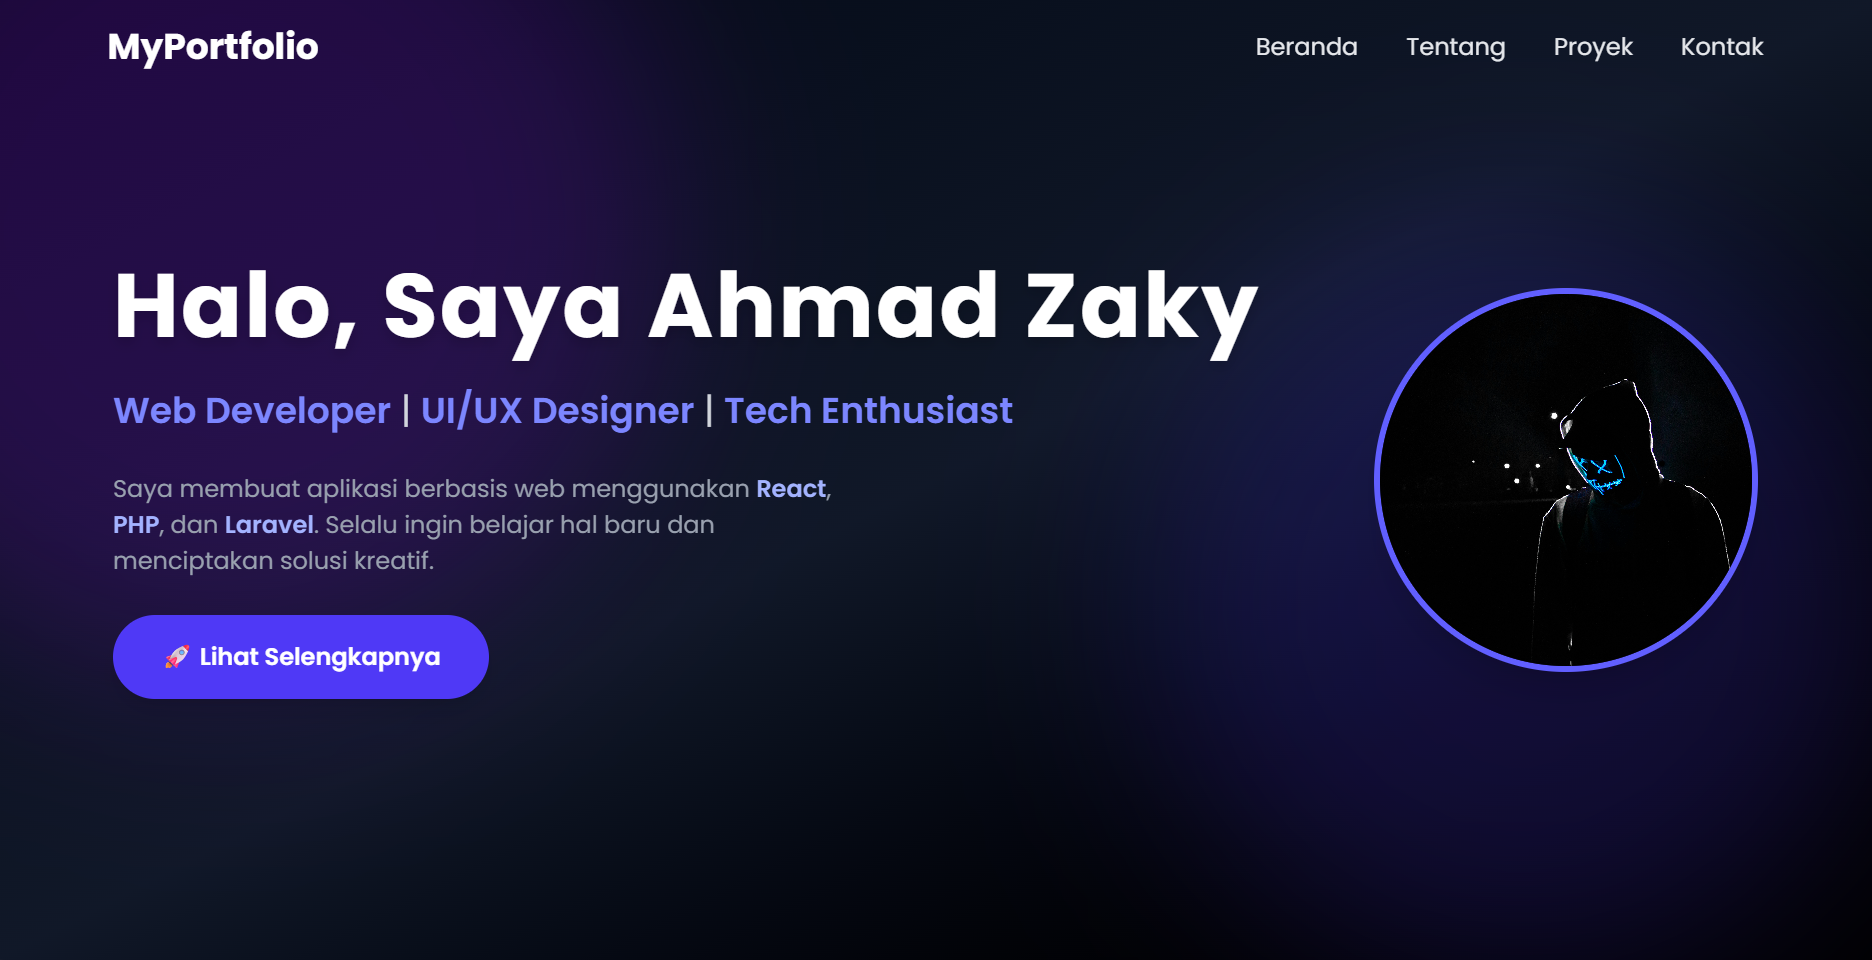 MyPortfolio
Beranda Tentang Proyek Kontak
Halo, Saya Ahmad Zaky
Web Developer | UI/UX Designer | Tech Enthusiast
Saya membuat aplikasi berbasis web menggunakan React,
PHP, dan Laravel. Selalu ingin belajar hal baru dan
menciptakan solusi kreatif.
🚀 Lihat Selengkapnya